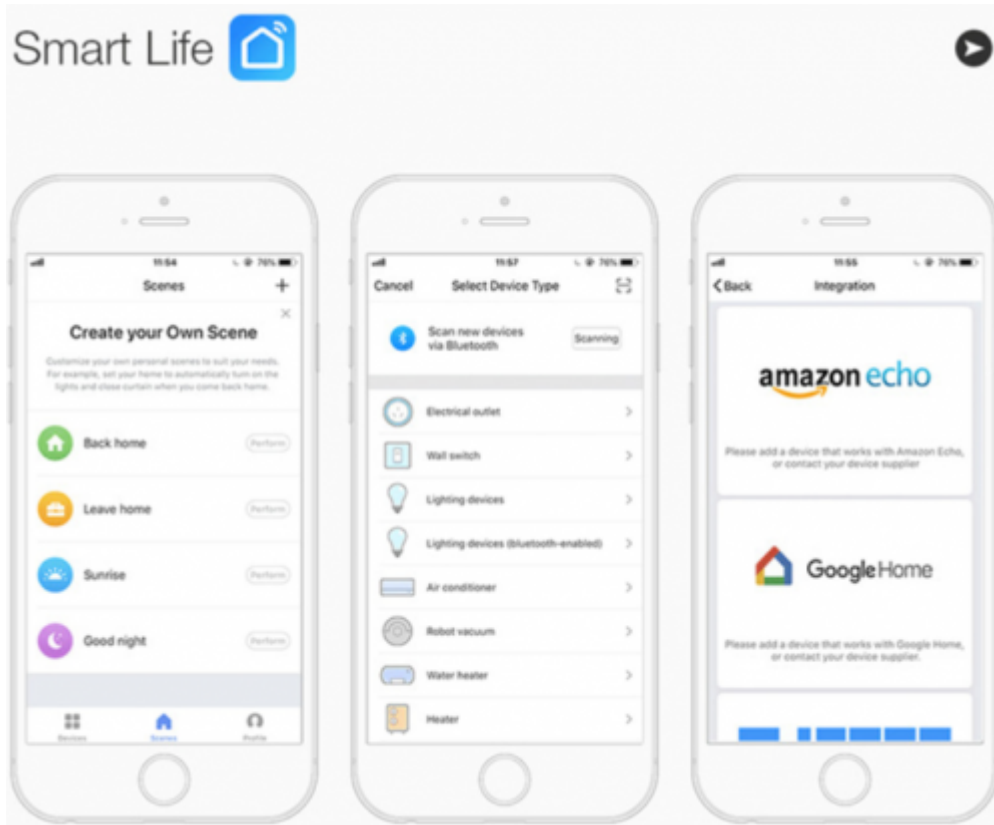 Smart Life
11:54
76%
Scenes
+
Create your Own Scene
Customize your own personal scenes to suit your needs.
For example, set your home to automatically turn on the
lights and close curtain when you come back home.
Back home
Perform
Leave home
Perform
Sunrise
Perform
Good night
Perform
Devices
Scenes
Profile
11:57
76%
Cancel
Select Device Type
Scan new devices
via Bluetooth
Scanning
Electrical outlet
Wall switch
Lighting devices
Lighting devices (bluetooth-enabled)
Air conditioner
Robot vacuum
Water heater
Heater
11:55
76%
Back
Integration
amazon echo
Please add a device that works with Amazon Echo,
or contact your device supplier
Google Home
Please add a device that works with Google Home,
or contact your device supplier.